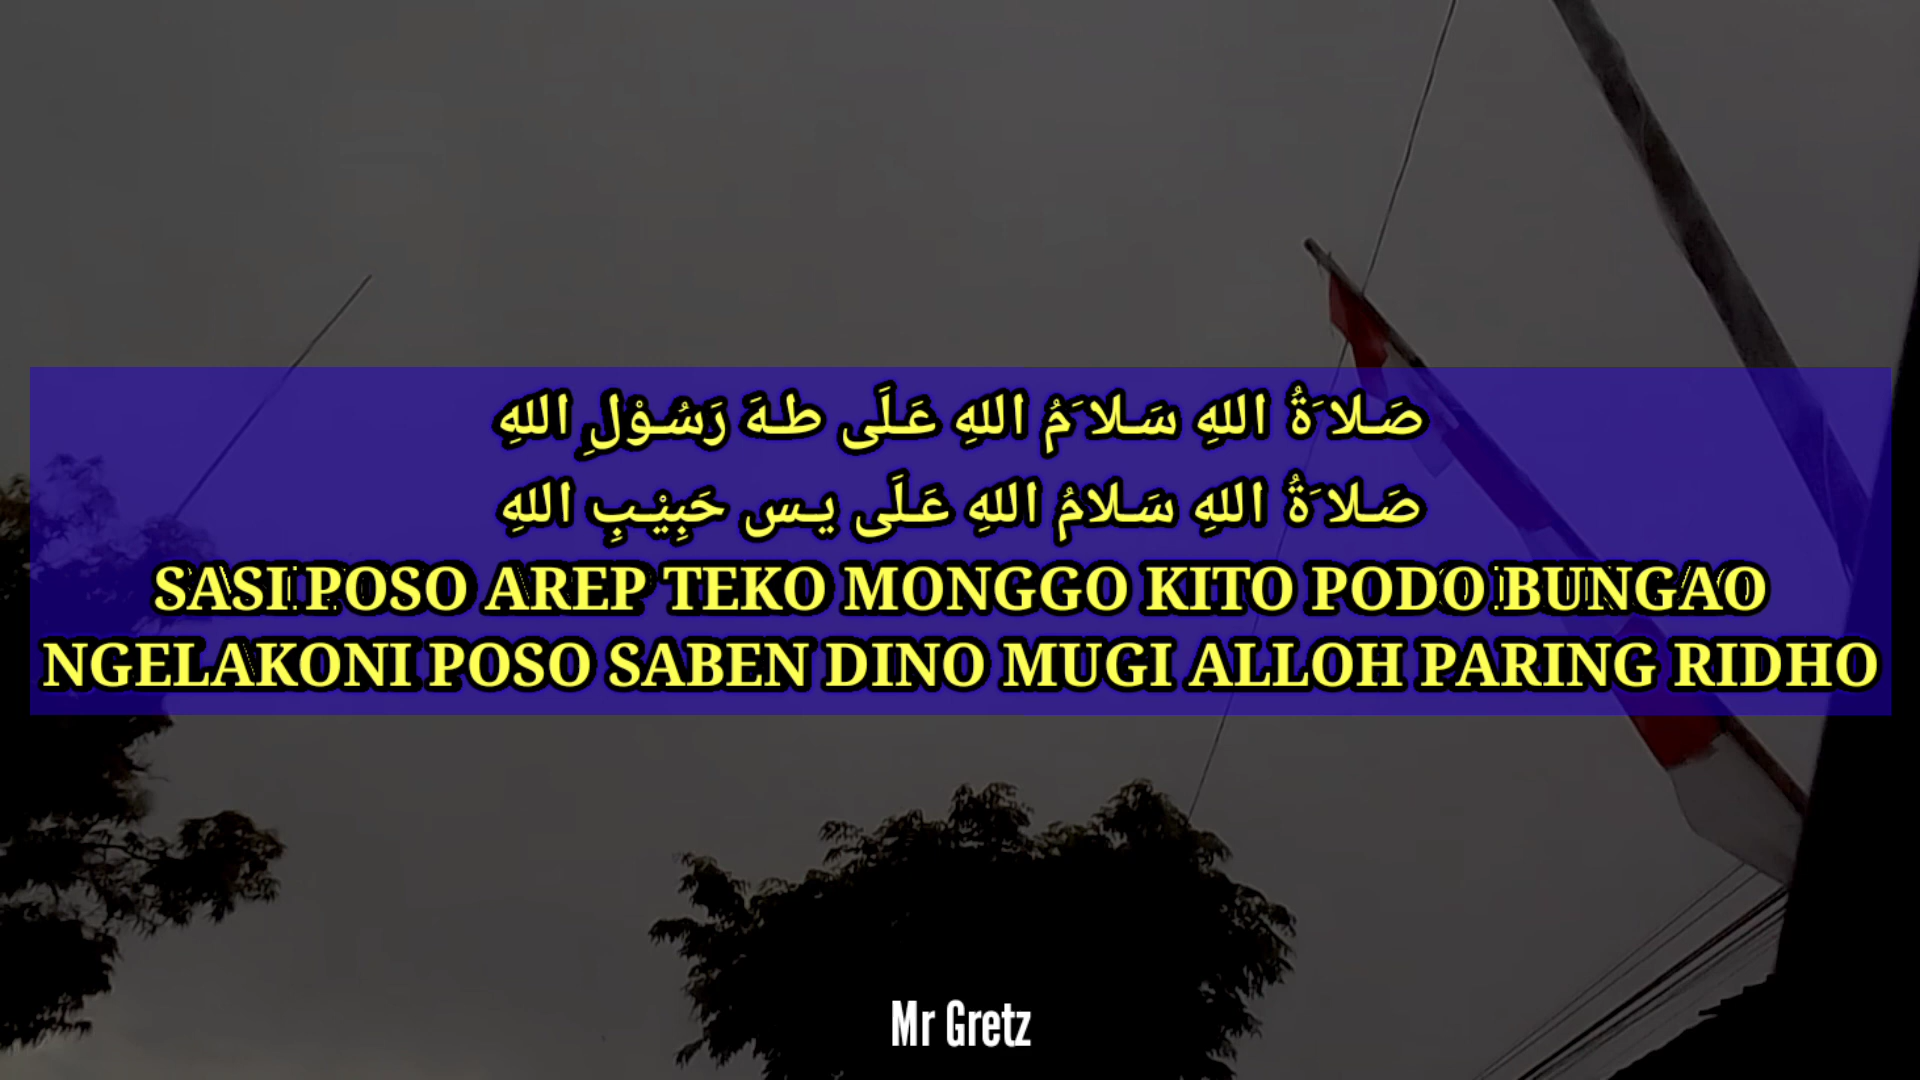 صَلاَةُ اللهِ سَلاَمُ اللهِ عَلَى طهَ رَسُوْلِ اللهِ
صَلاَةُ اللهِ سَلامُ اللهِ عَلَى يس حَبِيْبِ اللهِ
SASI POSO AREP TEKO MONGGO KITO PODO BUNGAO
NGELAKONI POSO SABEN DINO MUGI ALLOH PARING RIDHO
Mr Gretz